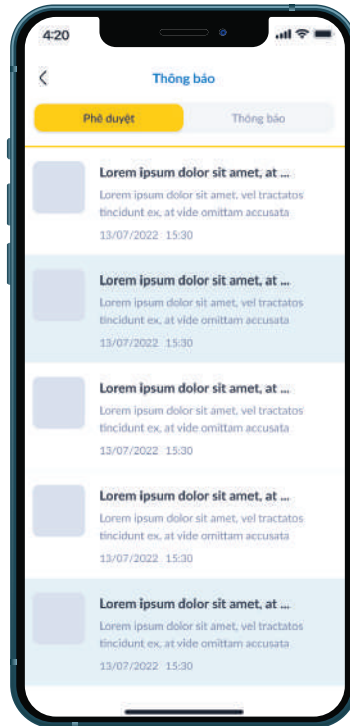 4:20
Thông báo
Phê duyệt
Thông báo
Lorem ipsum dolor sit amet, at ...
Lorem ipsum dolor sit amet, vel tractatos
tincidunt ex, at vide omittam accusata
13/07/2022 15:30
Lorem ipsum dolor sit amet, at ...
Lorem ipsum dolor sit amet, vel tractatos
tincidunt ex, at vide omittam accusata
13/07/2022 15:30
Lorem ipsum dolor sit amet, at ...
Lorem ipsum dolor sit amet, vel tractatos
tincidunt ex, at vide omittam accusata
13/07/2022 15:30
Lorem ipsum dolor sit amet, at ...
Lorem ipsum dolor sit amet, vel tractatos
tincidunt ex, at vide omittam accusata
13/07/2022 15:30
Lorem ipsum dolor sit amet, at ...
Lorem ipsum dolor sit amet, vel tractatos
tincidunt ex, at vide omittam accusata
13/07/2022 15:30